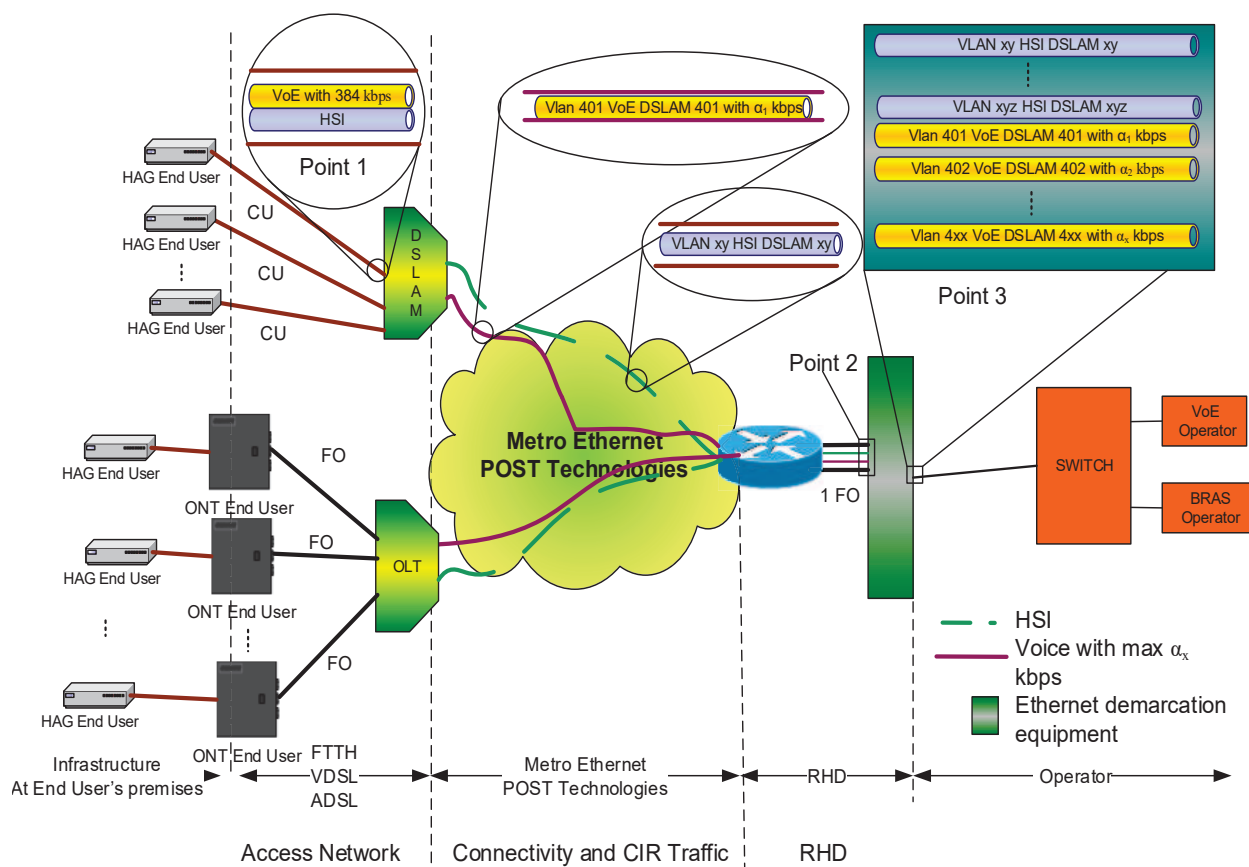 VoE with 384 kbps
HSI
Point 1
Vlan 401 VoE DSLAM 401 with α₁ kbps
VLAN xy HSI DSLAM xy
VLAN xy HSI DSLAM xy
VLAN xyz HSI DSLAM xyz
Vlan 401 VoE DSLAM 401 with α₁ kbps
Vlan 402 VoE DSLAM 402 with α₂ kbps
Vlan 4xx VoE DSLAM 4xx with αₓ kbps
Point 3
HAG End User
CU
HAG End User
CU
HAG End User
CU
DSLAM
Point 2
Metro Ethernet
POST Technologies
1 FO
SWITCH
VoE
Operator
BRAS
Operator
HAG End User
FO
ONT End User
HAG End User
FO
ONT End User
OLT
HAG End User
FO
ONT End User
HSI
Voice with max αₓ
kbps
Ethernet demarcation
equipment
Infrastructure
At End User's premises
FTTH
VDSL
ADSL
Metro Ethernet
POST Technologies
RHD
Operator
Access Network
Connectivity and CIR Traffic
RHD